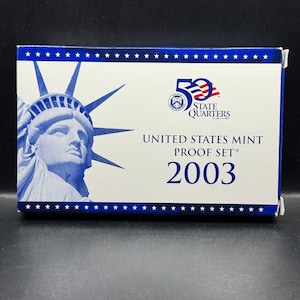 50
STATE
QUARTERS
UNITED STATES MINT
PROOF SET®
2003